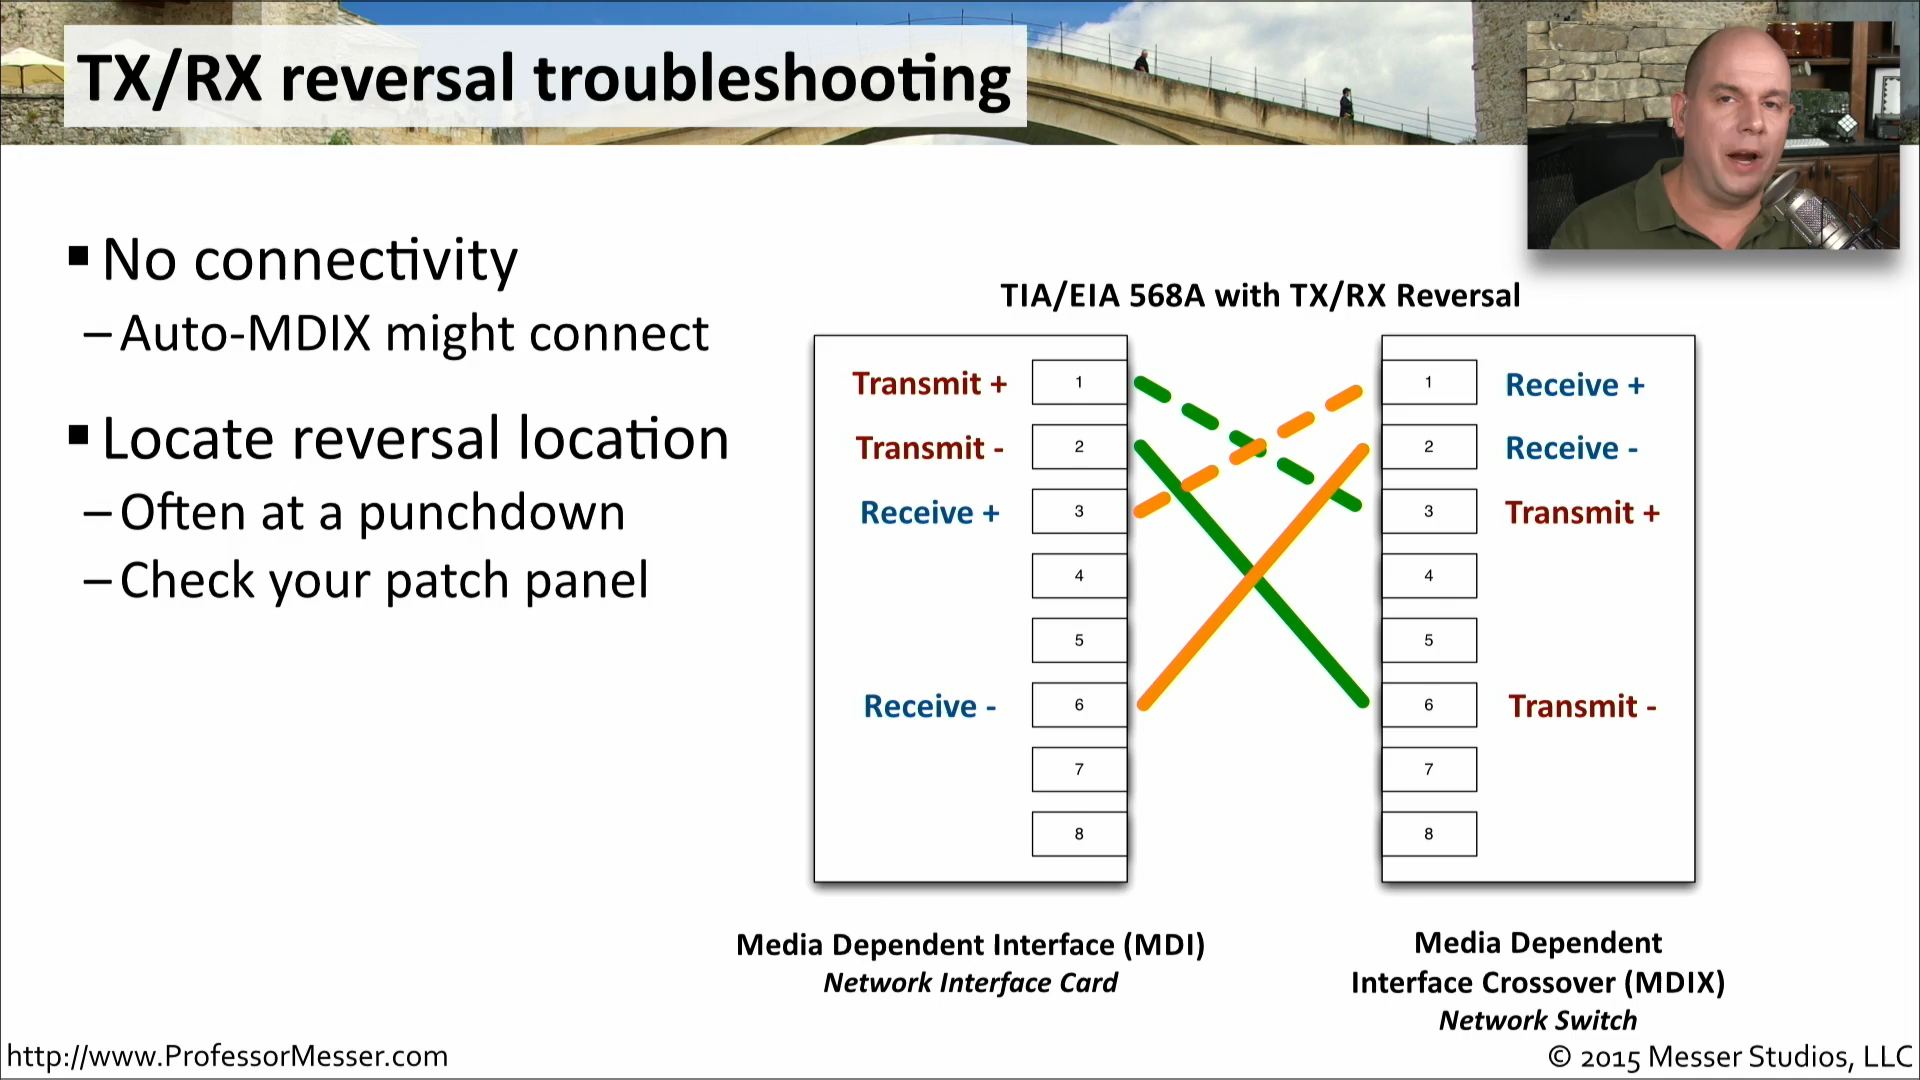 TX/RX reversal troubleshooting
▪ No connectivity
– Auto-MDIX might connect
▪ Locate reversal location
– Often at a punchdown
– Check your patch panel
TIA/EIA 568A with TX/RX Reversal
Transmit + 1 1 Receive +
Transmit - 2 2 Receive -
Receive + 3 3 Transmit +
4 4
5 5
Receive - 6 6 Transmit -
7 7
8 8
Media Dependent Interface (MDI)
Network Interface Card
Media Dependent
Interface Crossover (MDIX)
Network Switch
http://www.ProfessorMesser.com
© 2015 Messer Studios, LLC